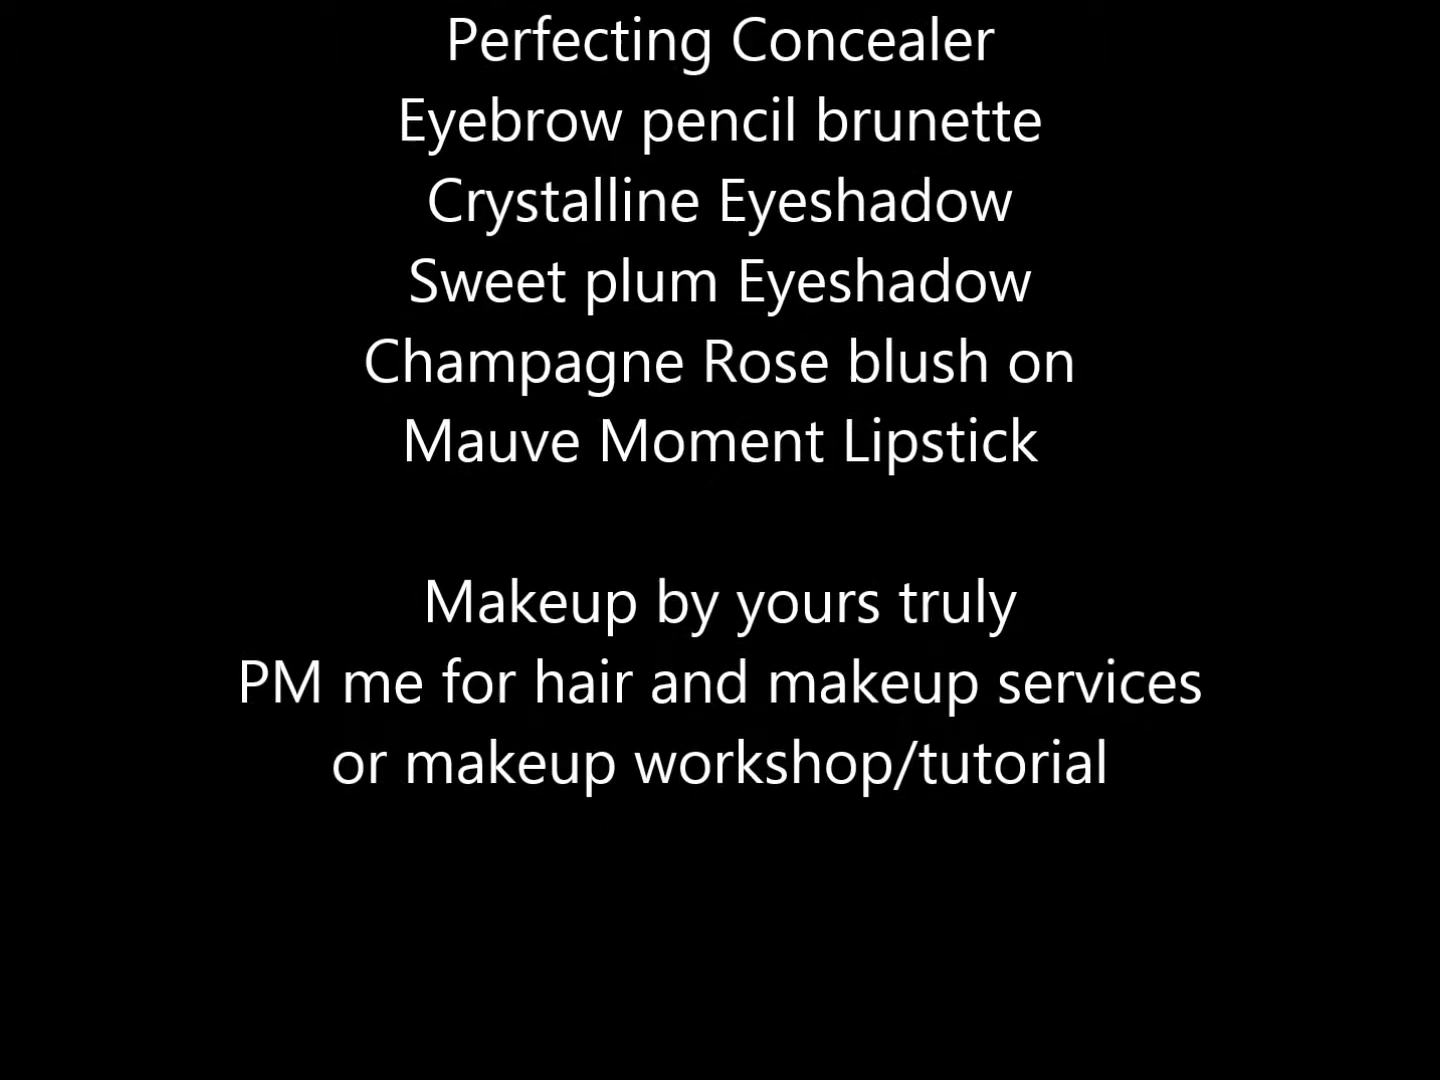 Perfecting Concealer
Eyebrow pencil brunette
Crystalline Eyeshadow
Sweet plum Eyeshadow
Champagne Rose blush on
Mauve Moment Lipstick
Makeup by yours truly
PM me for hair and makeup services
or makeup workshop/tutorial